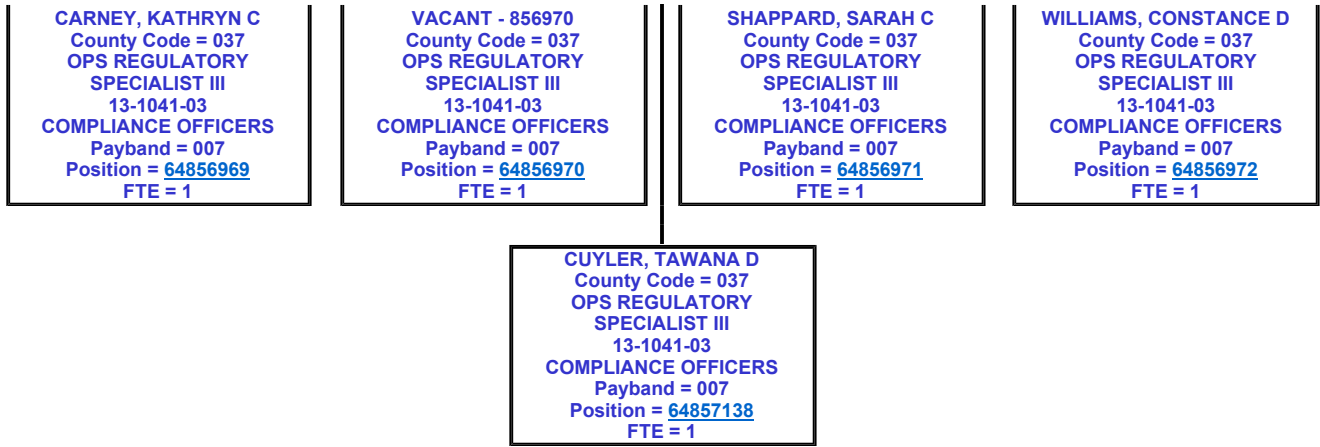 CARNEY, KATHRYN C
County Code = 037
OPS REGULATORY
SPECIALIST III
13-1041-03
COMPLIANCE OFFICERS
Payband = 007
Position = 64856969
FTE = 1
VACANT - 856970
County Code = 037
OPS REGULATORY
SPECIALIST III
13-1041-03
COMPLIANCE OFFICERS
Payband = 007
Position = 64856970
FTE = 1
SHAPPARD, SARAH C
County Code = 037
OPS REGULATORY
SPECIALIST III
13-1041-03
COMPLIANCE OFFICERS
Payband = 007
Position = 64856971
FTE = 1
WILLIAMS, CONSTANCE D
County Code = 037
OPS REGULATORY
SPECIALIST III
13-1041-03
COMPLIANCE OFFICERS
Payband = 007
Position = 64856972
FTE = 1
CUYLER, TAWANA D
County Code = 037
OPS REGULATORY
SPECIALIST III
13-1041-03
COMPLIANCE OFFICERS
Payband = 007
Position = 64857138
FTE = 1